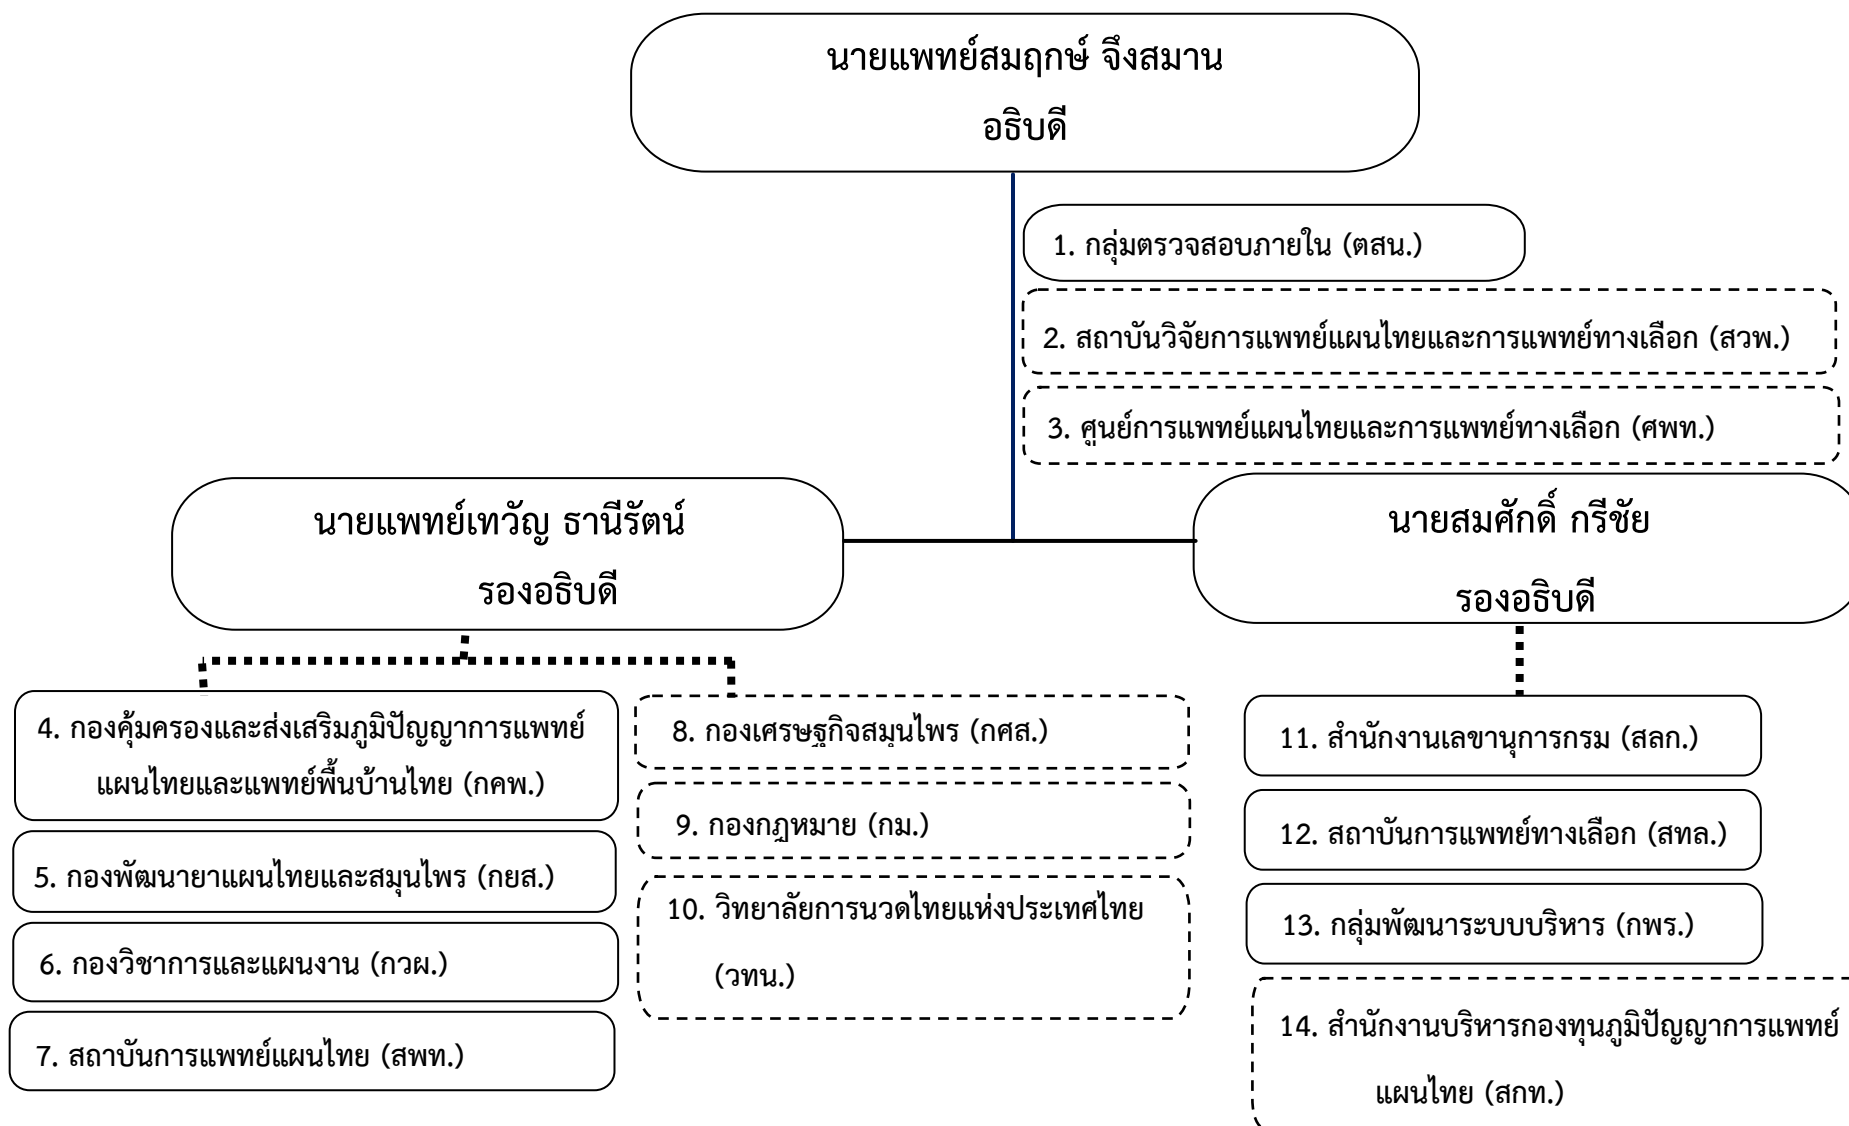 นายแพทย์สมฤกษ์ จึงสมาน
อธิบดี
1. กลุ่มตรวจสอบภายใน (ตสน.)
2. สถาบันวิจัยการแพทย์แผนไทยและการแพทย์ทางเลือก (สวพ.)
3. ศูนย์การแพทย์แผนไทยและการแพทย์ทางเลือก (ศพท.)
นายแพทย์เทวัญ ธานีรัตน์
รองอธิบดี
นายสมศักดิ์ กรีชัย
รองอธิบดี
4. กองคุ้มครองและส่งเสริมภูมิปัญญาการแพทย์
แผนไทยและแพทย์พื้นบ้านไทย (กคพ.)
5. กองพัฒนายาแผนไทยและสมุนไพร (กยส.)
6. กองวิชาการและแผนงาน (กวผ.)
7. สถาบันการแพทย์แผนไทย (สพท.)
8. กองเศรษฐกิจสมุนไพร (กศส.)
9. กองกฎหมาย (กม.)
10. วิทยาลัยการนวดไทยแห่งประเทศไทย
(วทน.)
11. สำนักงานเลขานุการกรม (สลก.)
12. สถาบันการแพทย์ทางเลือก (สทล.)
13. กลุ่มพัฒนาระบบบริหาร (กพร.)
14. สำนักงานบริหารกองทุนภูมิปัญญาการแพทย์
แผนไทย (สกท.)